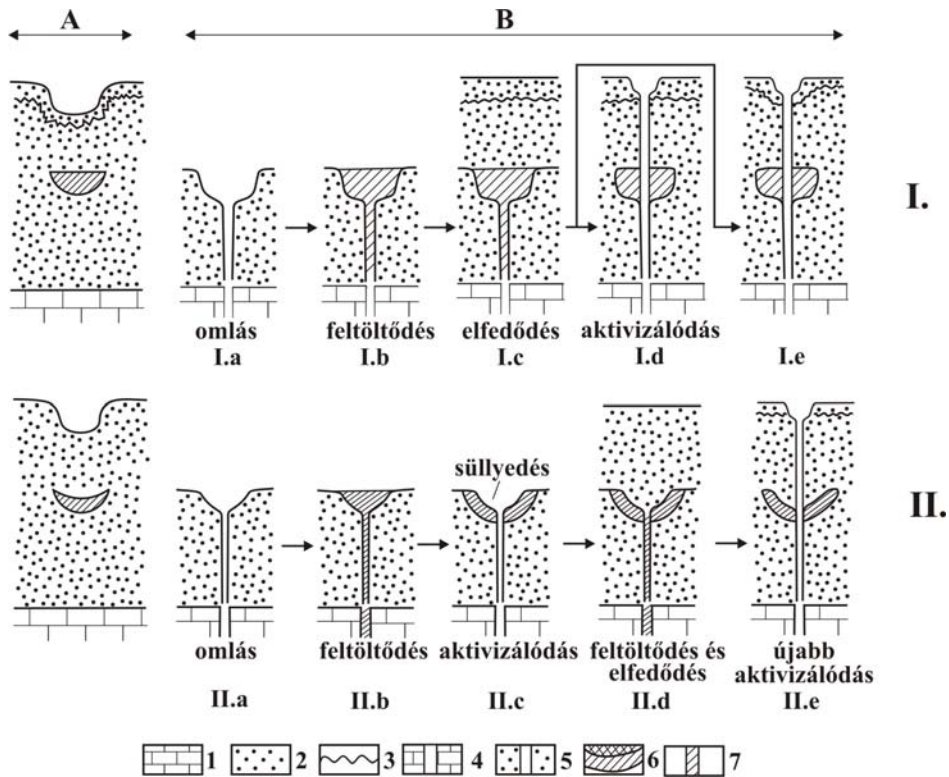 A
B
I.
omlás
I.a
feltöltődés
I.b
elfedődés
I.c
aktivizálódás
I.d
I.e
II.
süllyedés
omlás
II.a
feltöltődés
II.b
aktivizálódás
II.c
feltöltődés és
elfedődés
II.d
újabb
aktivizálódás
II.e
1 2 3 4 5 6 7